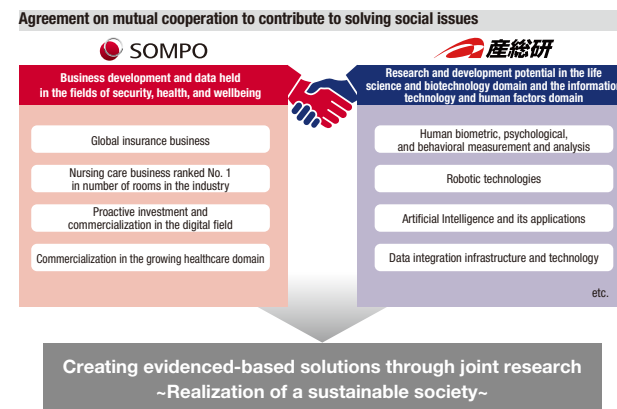 Agreement on mutual cooperation to contribute to solving social issues
SOMPO
産総研
Business development and data held
in the fields of security, health, and wellbeing
Research and development potential in the life
science and biotechnology domain and the information
technology and human factors domain
Global insurance business
Nursing care business ranked No. 1
in number of rooms in the industry
Proactive investment and
commercialization in the digital field
Commercialization in the growing healthcare domain
Human biometric, psychological,
and behavioral measurement and analysis
Robotic technologies
Artificial Intelligence and its applications
Data integration infrastructure and technology
etc.
Creating evidenced-based solutions through joint research
~Realization of a sustainable society~